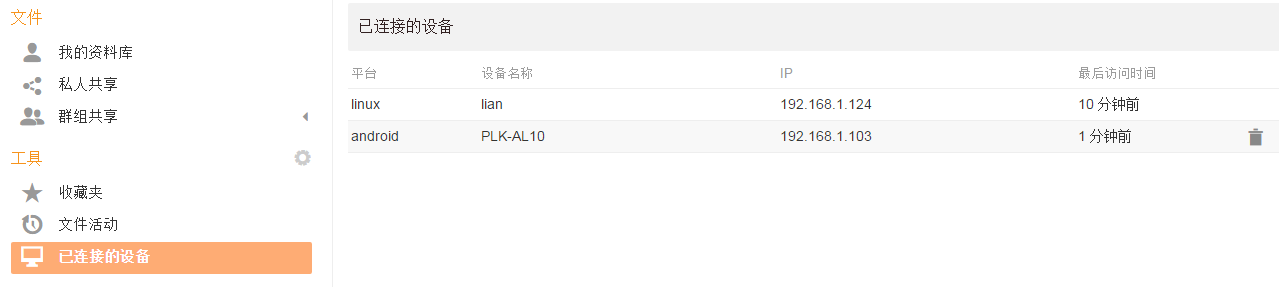 文件
我的资料库
私人共享
群组共享
工具
收藏夹
文件活动
已连接的设备
已连接的设备
平台 设备名称 IP 最后访问时间
linux lian 192.168.1.124 10 分钟前
android PLK-AL10 192.168.1.103 1 分钟前